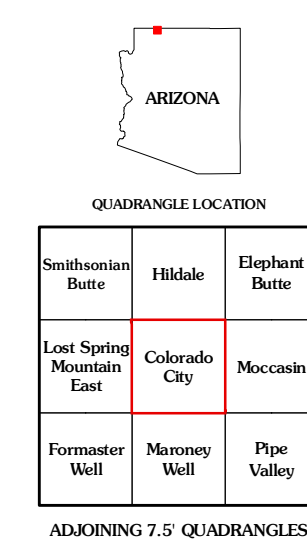 ARIZONA
QUADRANGLE LOCATION
Smithsonian
Butte
Hildale
Elephant
Butte
Lost Spring
Mountain
East
Colorado
City
Moccasin
Formaster
Well
Maroney
Well
Pipe
Valley
ADJOINING 7.5' QUADRANGLES